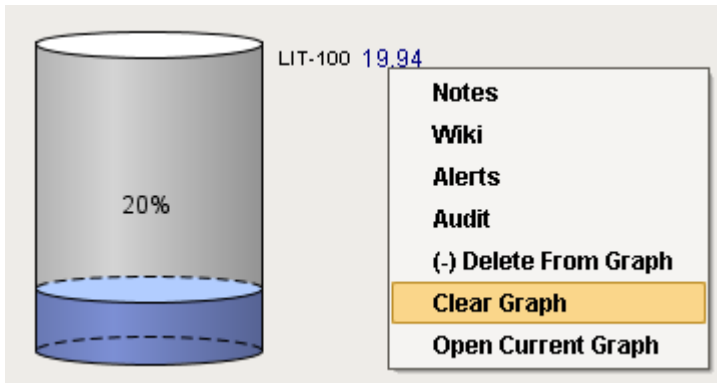 LIT-100 19.94
Notes
Wiki
Alerts
Audit
20%
(-) Delete From Graph
Clear Graph
Open Current Graph